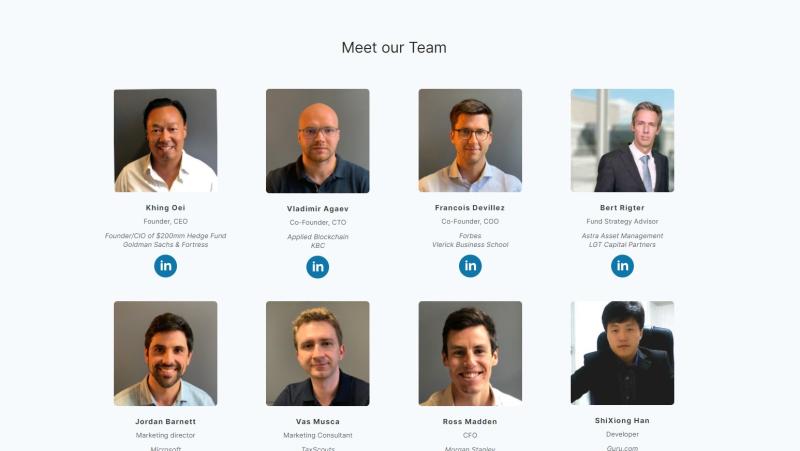 Meet our Team
Khing Oei
Founder, CEO
Founder/CIO of $200mm Hedge Fund
Goldman Sachs & Fortress
in
Vladimir Agaev
Co-Founder, CTO
Applied Blockchain
KBC
in
Francois Devillez
Co-Founder, COO
Forbes
Vlerick Business School
in
Bert Rigter
Fund Strategy Advisor
Astra Asset Management
LGT Capital Partners
in
Jordan Barnett
Marketing director
Microsoft
Vas Musca
Marketing Consultant
TaxScouts
Ross Madden
CFO
Morgan Stanley
ShiXiong Han
Developer
Guru.com